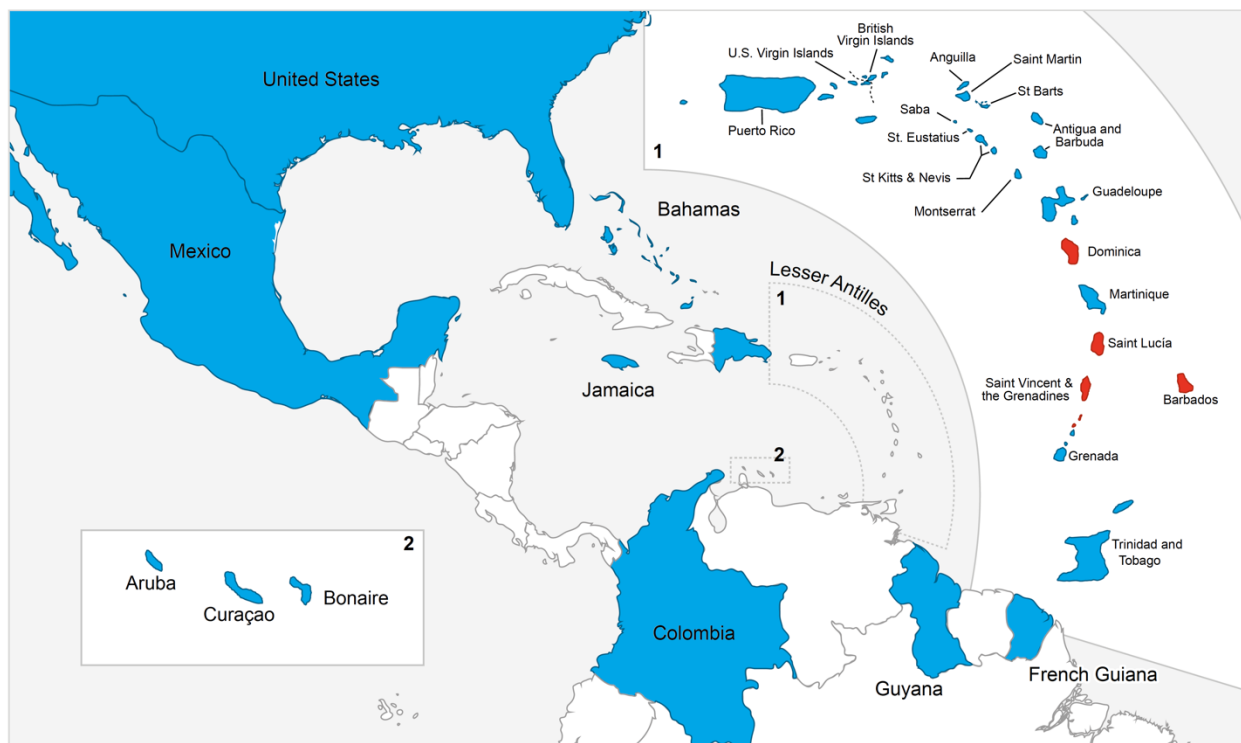 United States
Mexico
Bahamas
Jamaica
Lesser Antilles
1
2
Colombia
Guyana
French Guiana
1
U.S. Virgin Islands
British
Virgin Islands
Puerto Rico
Anguilla
Saint Martin
St Barts
Saba
St. Eustatius
St Kitts & Nevis
Antigua and
Barbuda
Montserrat
Guadeloupe
Dominica
Martinique
Saint Lucía
Saint Vincent &
the Grenadines
Barbados
Grenada
Trinidad and
Tobago
2
Aruba
Curaçao
Bonaire